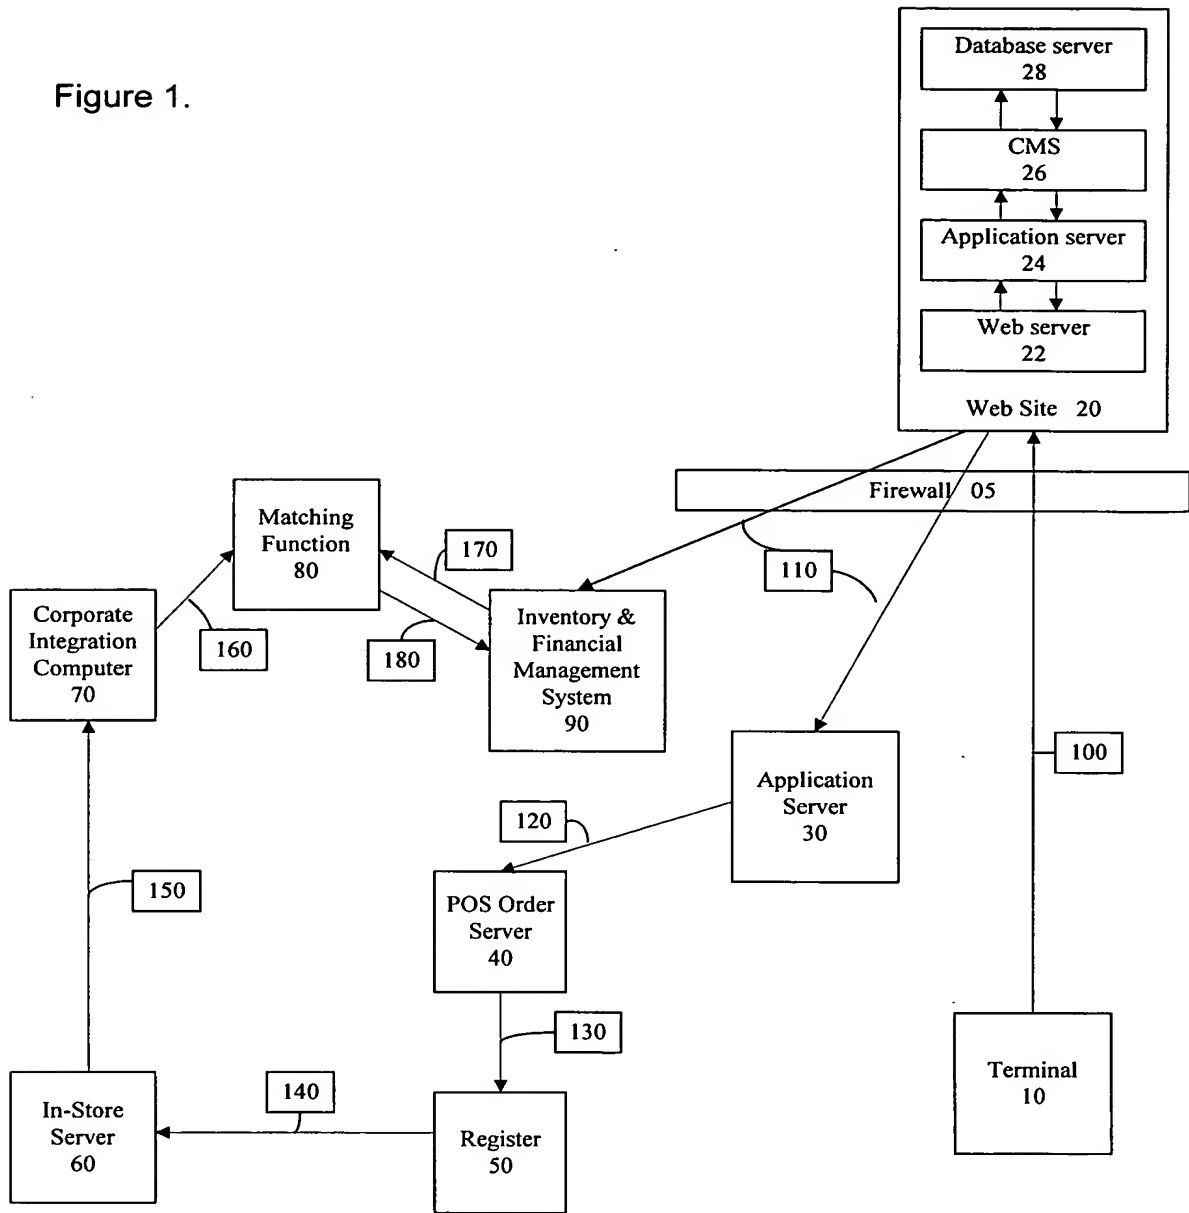 Figure 1.
Database server
28
CMS
26
Application server
24
Web server
22
Web Site 20
Firewall 05
Matching
Function
80
170
110
Corporate
Integration
Computer
70
160
180
Inventory &
Financial
Management
System
90
Application
Server
30
100
120
150
POS Order
Server
40
130
In-Store
Server
60
140
Register
50
Terminal
10